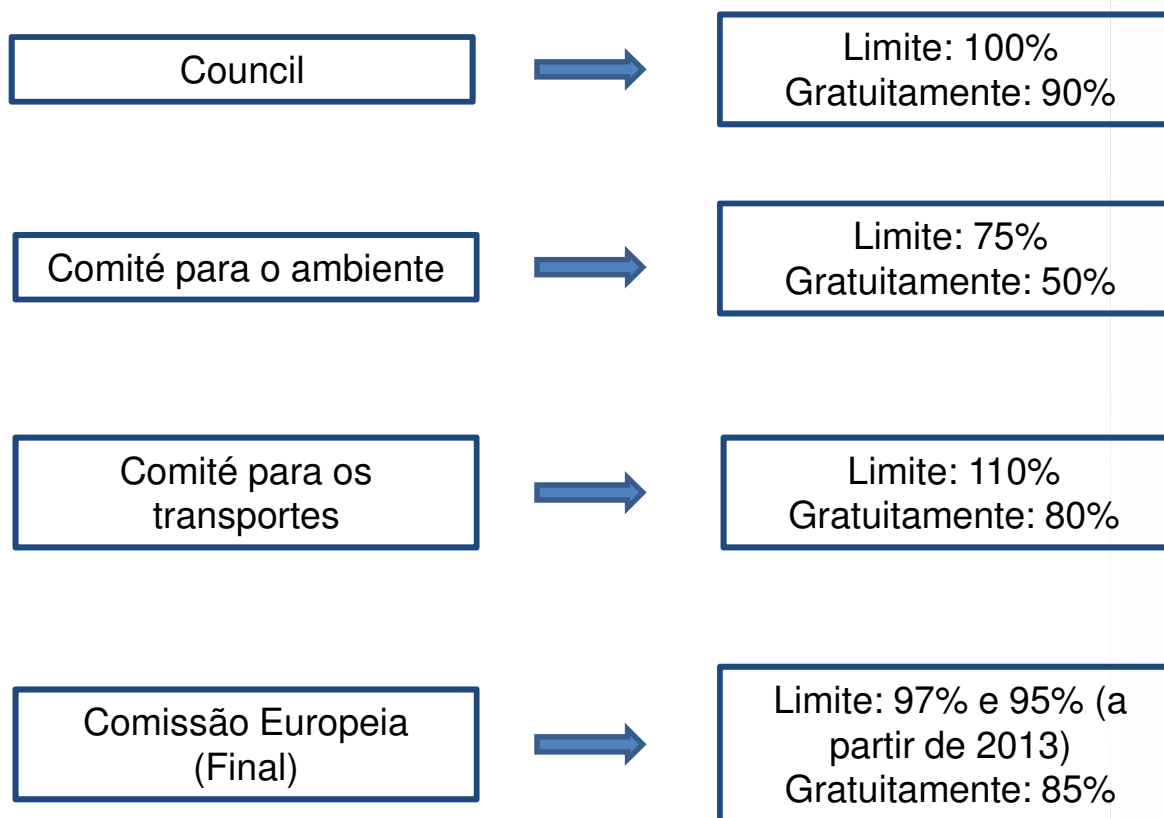 Council
Limite: 100%
Gratuitamente: 90%
Comité para o ambiente
Limite: 75%
Gratuitamente: 50%
Comité para os
transportes
Limite: 110%
Gratuitamente: 80%
Comissão Europeia
(Final)
Limite: 97% e 95% (a
partir de 2013)
Gratuitamente: 85%